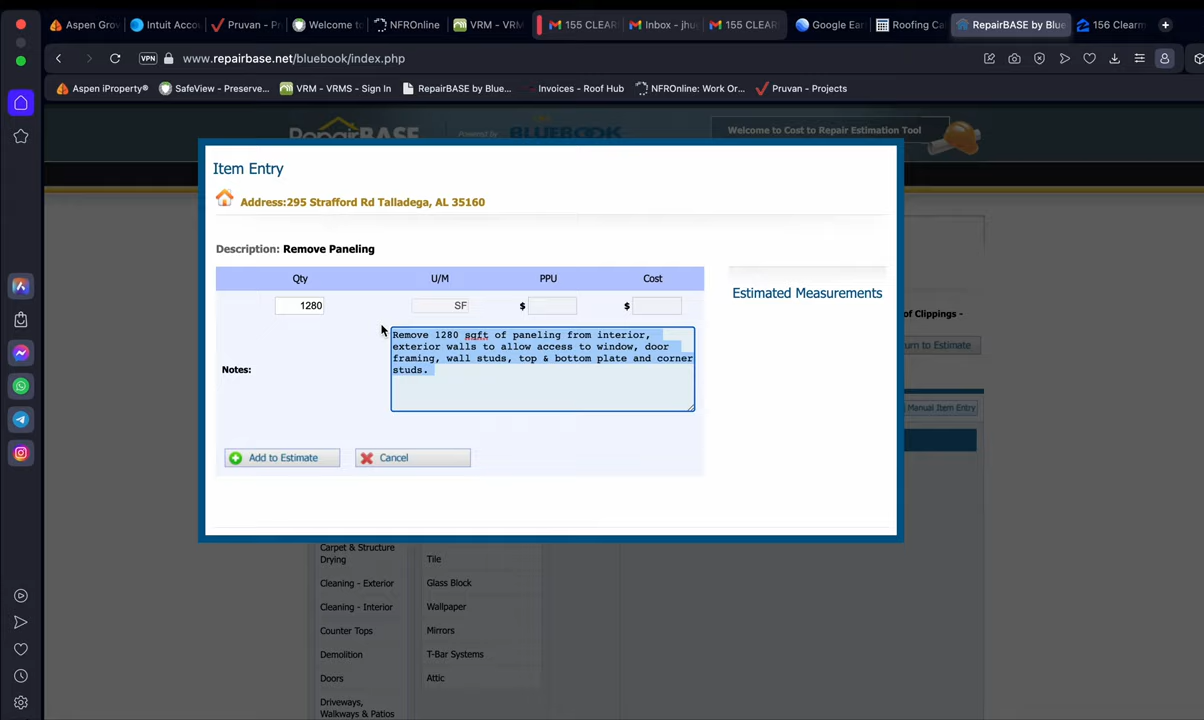 Aspen Grov
Intuit Accou
Pruvan - Pr
Welcome to
NFROnline
VRM - VRM
155 CLEAR
Inbox - jhug
155 CLEAR
Google Ear
Roofing Ca
RepairBASE by Blue
156 Clearm
VPN
www.repairbase.net/bluebook/index.php
Aspen iProperty®
SafeView - Preserve...
VRM - VRMS - Sign In
RepairBASE by Blue...
Invoices - Roof Hub
NFROnline: Work Or...
Pruvan - Projects
RepairBASE
Powered by
BLUEBOOK
Welcome to Cost to Repair Estimation Tool
Item Entry
Address:295 Strafford Rd Talladega, AL 35160
Description: Remove Paneling
Qty U/M PPU Cost
1280 SF $ $
Estimated Measurements
Remove 1280 sqft of paneling from interior,
exterior walls to allow access to window, door
framing, wall studs, top & bottom plate and corner
studs.
Notes:
Add to Estimate
Cancel
of Clippings -
urn to Estimate
Manual Item Entry
Carpet & Structure
Drying
Cleaning - Exterior
Cleaning - Interior
Counter Tops
Demolition
Doors
Driveways,
Walkways & Patios
Tile
Glass Block
Wallpaper
Mirrors
T-Bar Systems
Attic